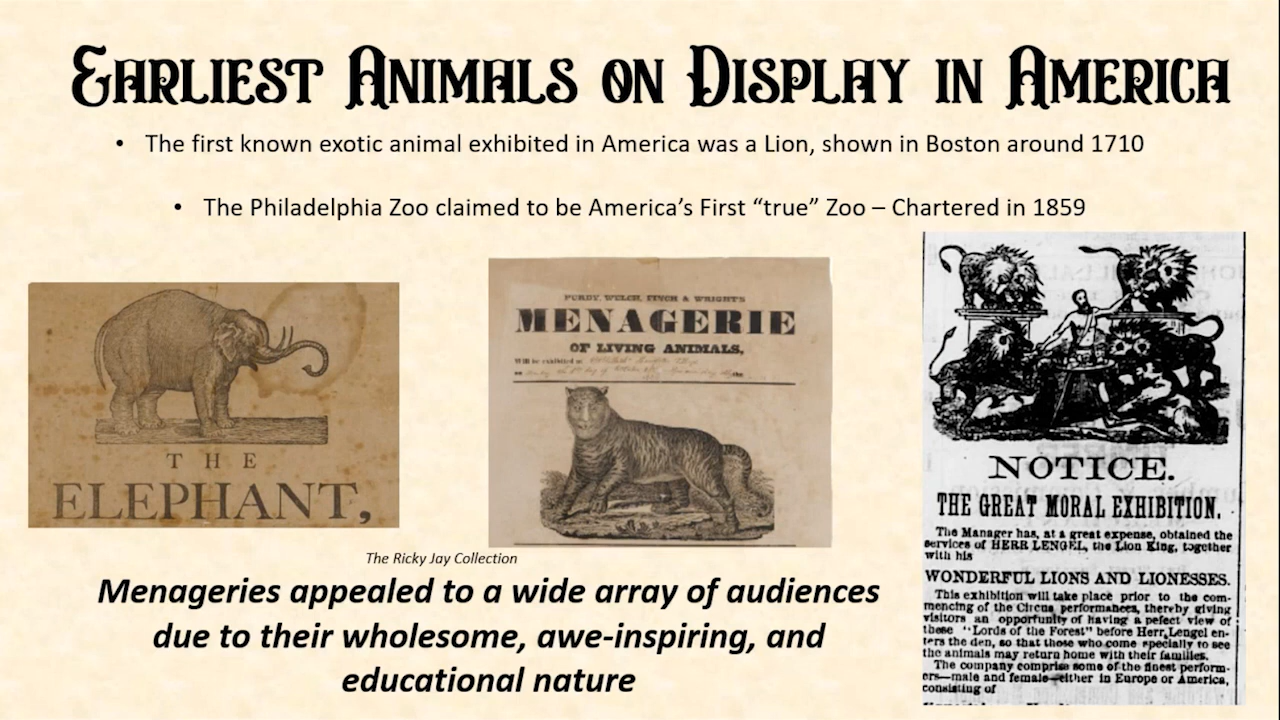 Earliest Animals on Display in America
• The first known exotic animal exhibited in America was a Lion, shown in Boston around 1710
• The Philadelphia Zoo claimed to be America's First “true” Zoo – Chartered in 1859
THE
ELEPHANT,
PURDY, WELCH, FINCH & WRIGHT'S
MENAGERIE
OF LIVING ANIMALS,
Will be exhibited at
The Ricky Jay Collection
Menageries appealed to a wide array of audiences
due to their wholesome, awe-inspiring, and
educational nature
NOTICE.
THE GREAT MORAL EXHIBITION.
The Manager has, at a great expense, obtained the
services of HERR LENGEL, the Lion King, together
with his
WONDERFUL LIONS AND LIONESSES.
This exhibition will take place prior to the com-
mencing of the Circus performances, thereby giving
visitors an opportunity of having a pefect view of
these “Lords of the Forest” before Herr Lengel en-
ters the den, so that those who come specially to see
the animals may return home with their families.
The company comprise some of the finest perform-
ers—male and female—either in Europe or America,
consisting of